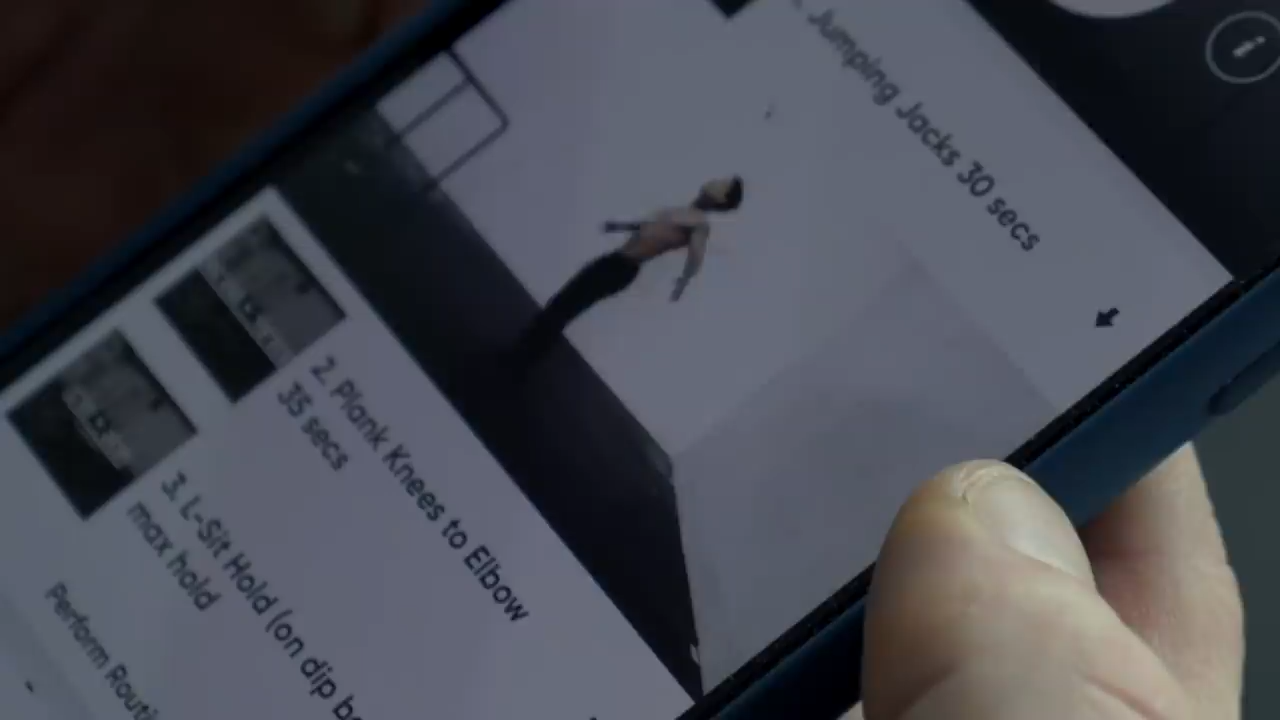 Jumping Jacks 30 secs
2. Plank Knees to Elbow
35 secs
3. L-Sit Hold (on dip
max hold
Perform
i